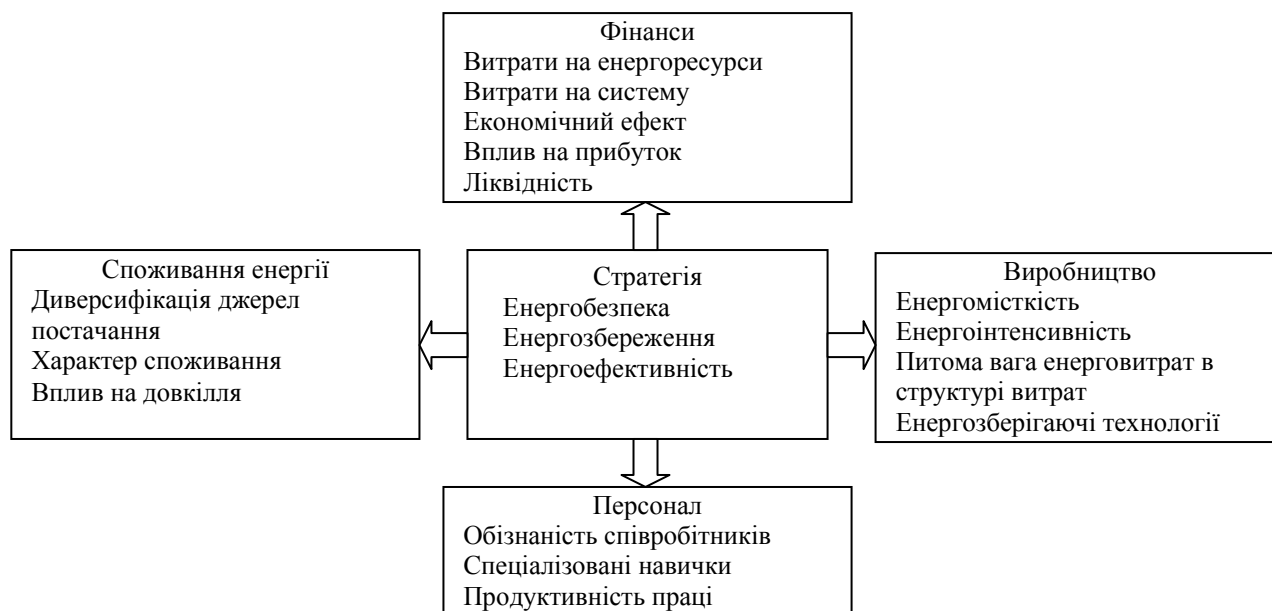 Фінанси
Витрати на енергоресурси
Витрати на систему
Економічний ефект
Вплив на прибуток
Ліквідність
Споживання енергії
Диверсифікація джерел
постачання
Характер споживання
Вплив на довкілля
Стратегія
Енергобезпека
Енергозбереження
Енергоефективність
Виробництво
Енергомісткість
Енергоінтенсивність
Питома вага енерговитрат в
структурі витрат
Енергозберігаючі технології
Персонал
Обізнаність співробітників
Спеціалізовані навички
Продуктивність праці